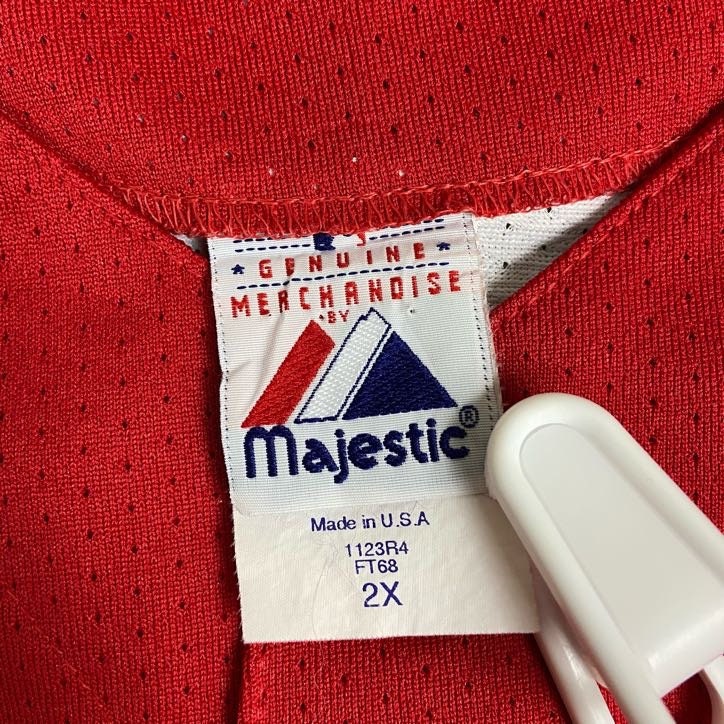 GENUINE
MERCHANDISE
• BY •
Majestic®
Made in U.S.A
1123R4
FT68
2X